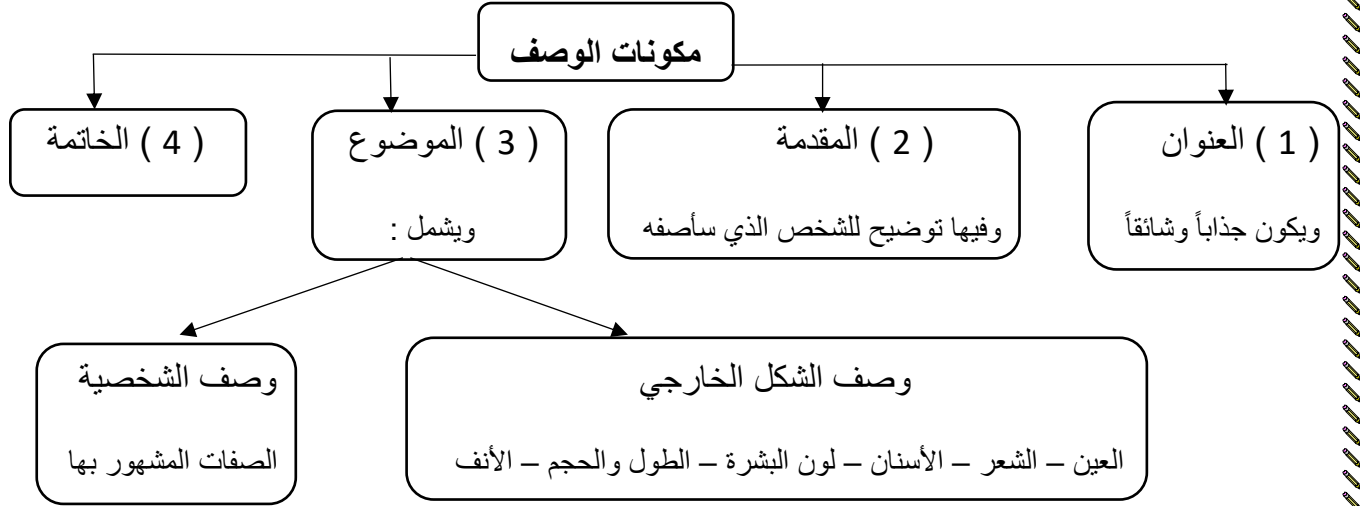 مكونات الوصف
( 1 ) العنوان
ويكون جذاباً وشائقاً
( 2 ) المقدمة
وفيها توضيح للشخص الذي سأصفه
( 3 ) الموضوع
ويشمل :
( 4 ) الخاتمة
وصف الشكل الخارجي
العين – الشعر – الأسنان – لون البشرة – الطول والحجم – الأنف
وصف الشخصية
الصفات المشهور بها